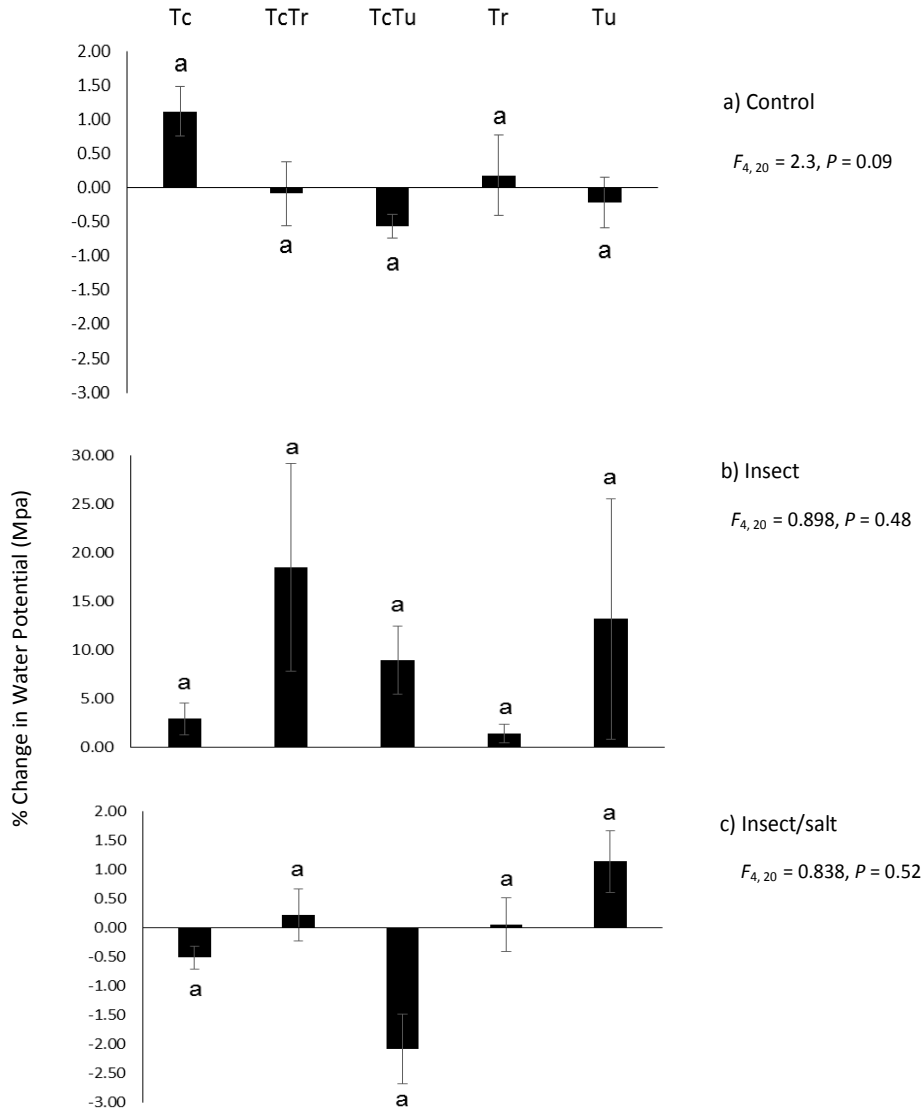 Tc TcTr TcTu Tr Tu
2.00
1.50
1.00
0.50
0.00
-0.50
-1.00
-1.50
-2.00
-2.50
-3.00
a
a
a
a
a
a) Control
F4, 20 = 2.3, P = 0.09
% Change in Water Potential (Mpa)
30.00
25.00
20.00
15.00
10.00
5.00
0.00
a
a
a
a
a
b) Insect
F4, 20 = 0.898, P = 0.48
2.00
1.50
1.00
0.50
0.00
-0.50
-1.00
-1.50
-2.00
-2.50
-3.00
a
a
a
a
a
c) Insect/salt
F4, 20 = 0.838, P = 0.52